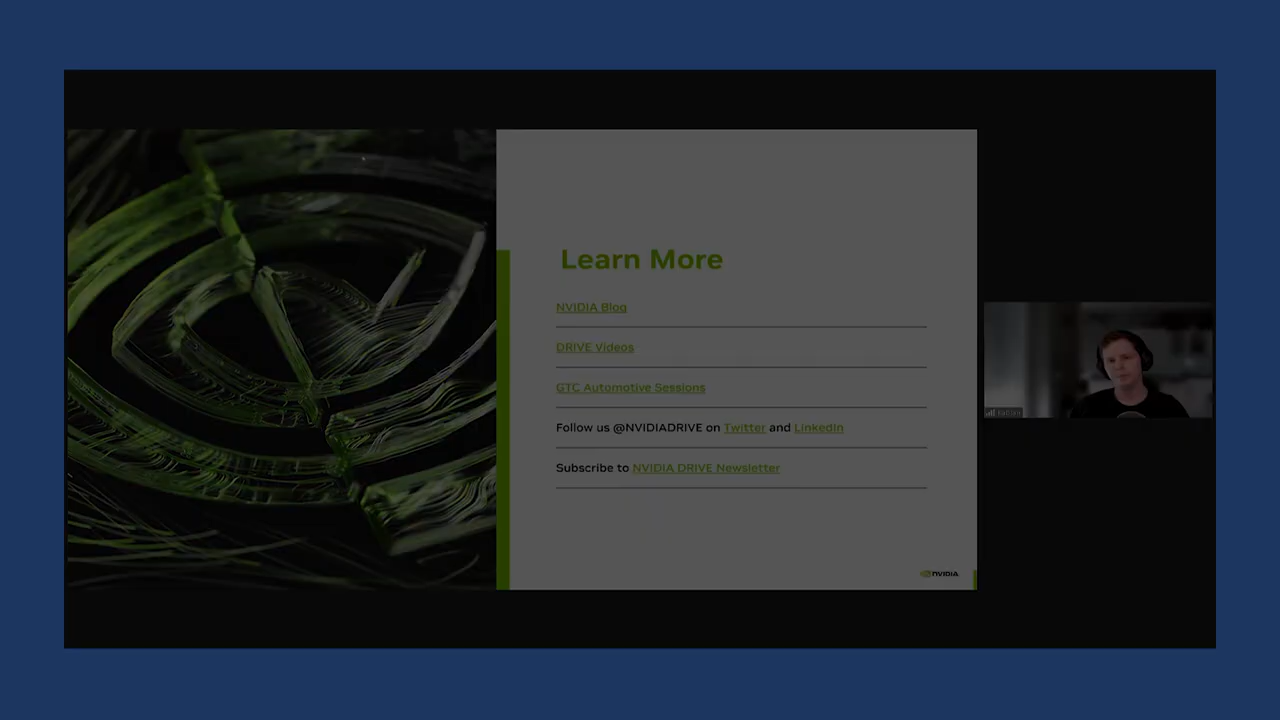 Learn More
NVIDIA Blog
DRIVE Videos
GTC Automotive Sessions
Follow us @NVIDIADRIVE on Twitter and LinkedIn
Subscribe to NVIDIA DRIVE Newsletter
NVIDIA